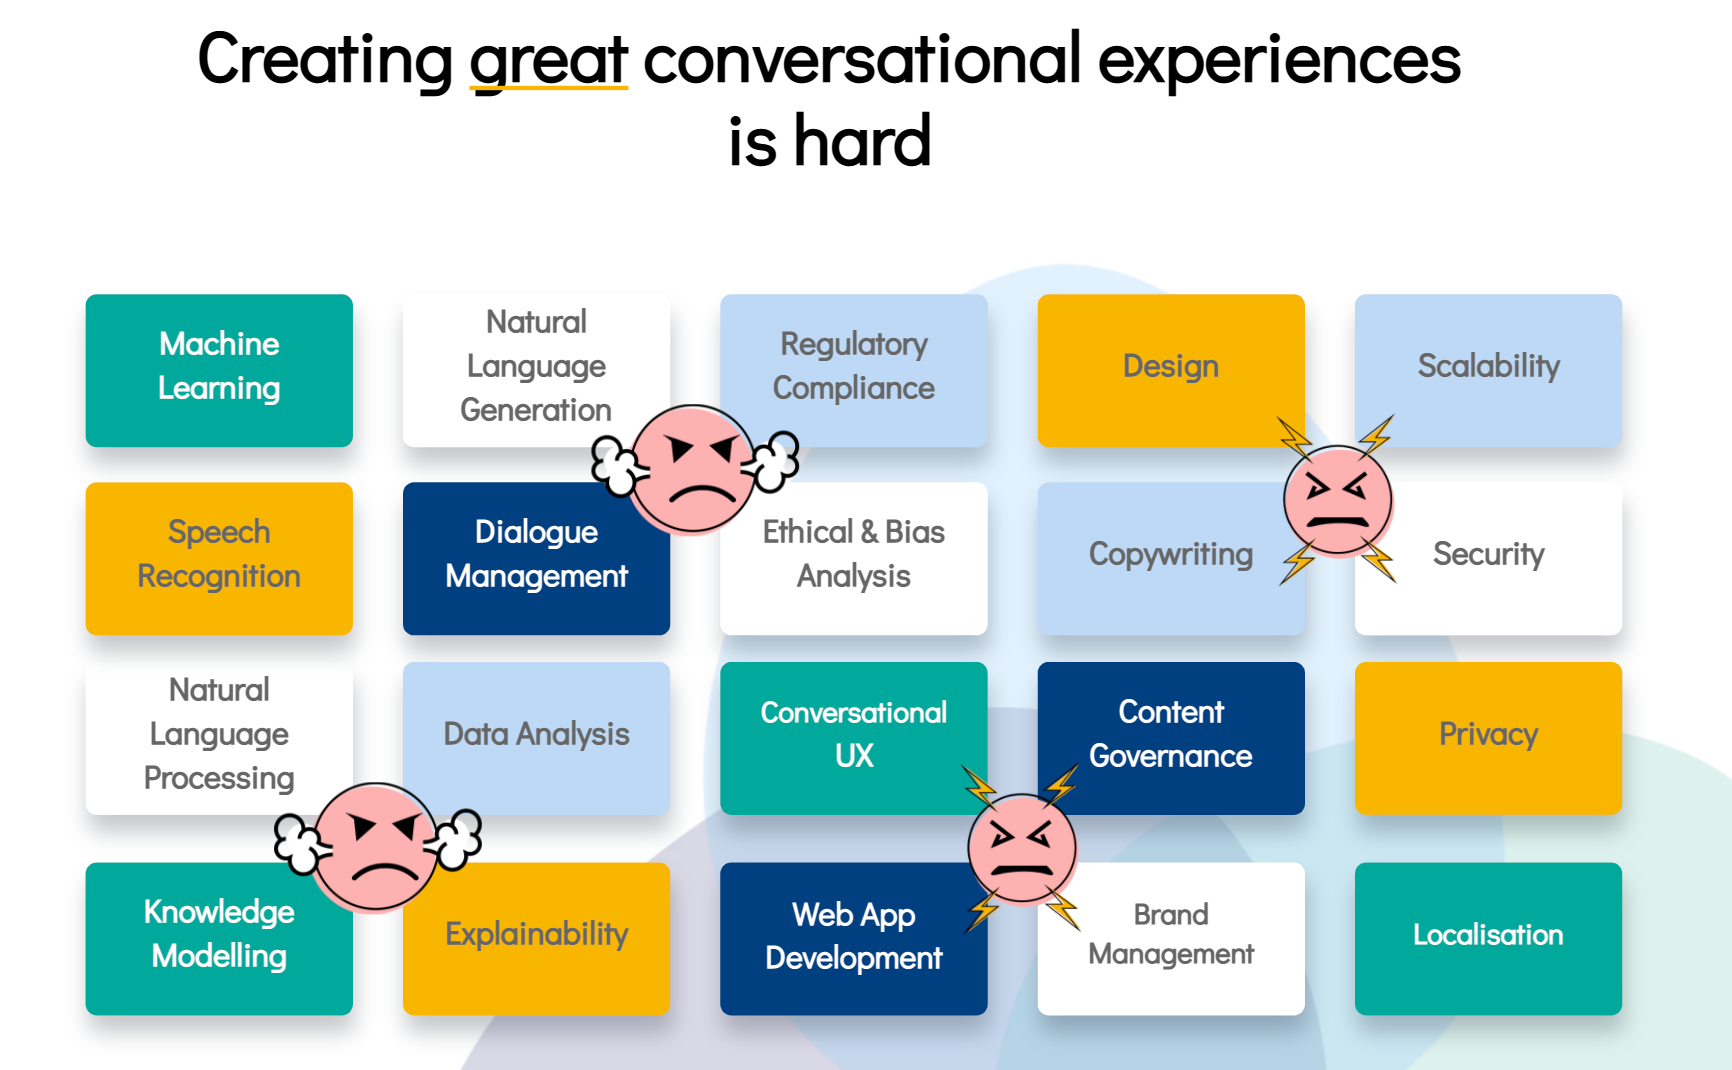 Creating great conversational experiences
is hard
Machine
Learning
Natural
Language
Generation
Regulatory
Compliance
Design
Scalability
Speech
Recognition
Dialogue
Management
Ethical & Bias
Analysis
Copywriting
Security
Natural
Language
Processing
Data Analysis
Conversational
UX
Content
Governance
Privacy
Knowledge
Modelling
Explainability
Web App
Development
Brand
Management
Localisation